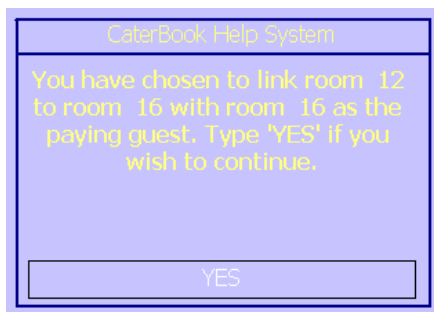 CaterBook Help System
You have chosen to link room 12
to room 16 with room 16 as the
paying guest. Type 'YES' if you
wish to continue.
YES